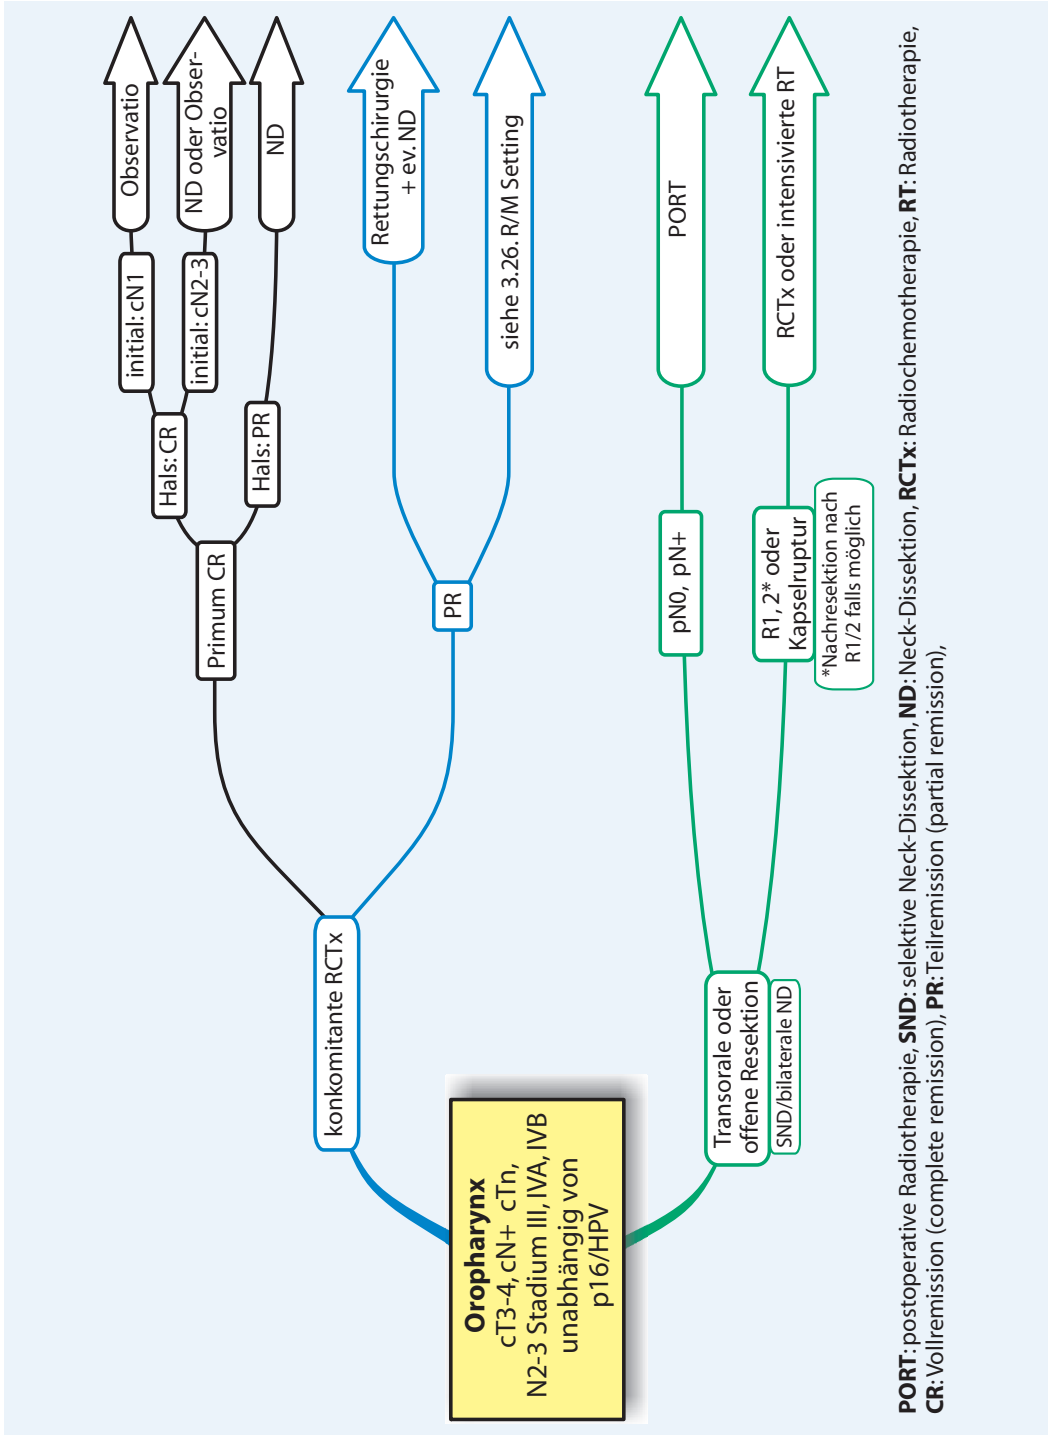 Oropharynx
cT3-4, cN+ cTn,
N2-3 Stadium III, IVA, IVB
unabhängig von
p16/HPV
konkomitante RCTx
Primum CR
Hals: CR
initial: cN1
Observatio
initial: cN2-3
ND oder Obser-
vatio
Hals: PR
ND
PR
Rettungschirurgie
+ ev. ND
siehe 3.26. R/M Setting
Transorale oder
offene Resektion
SND/bilaterale ND
pN0, pN+
PORT
R1, 2* oder
Kapselruptur
*Nachresektion nach
R1/2 falls möglich
RCTx oder intensivierte RT
PORT: postoperative Radiotherapie, SND: selektive Neck-Dissektion, ND: Neck-Dissektion, RCTx: Radiochemotherapie, RT: Radiotherapie,
CR: Vollremission (complete remission), PR: Teilremission (partial remission),